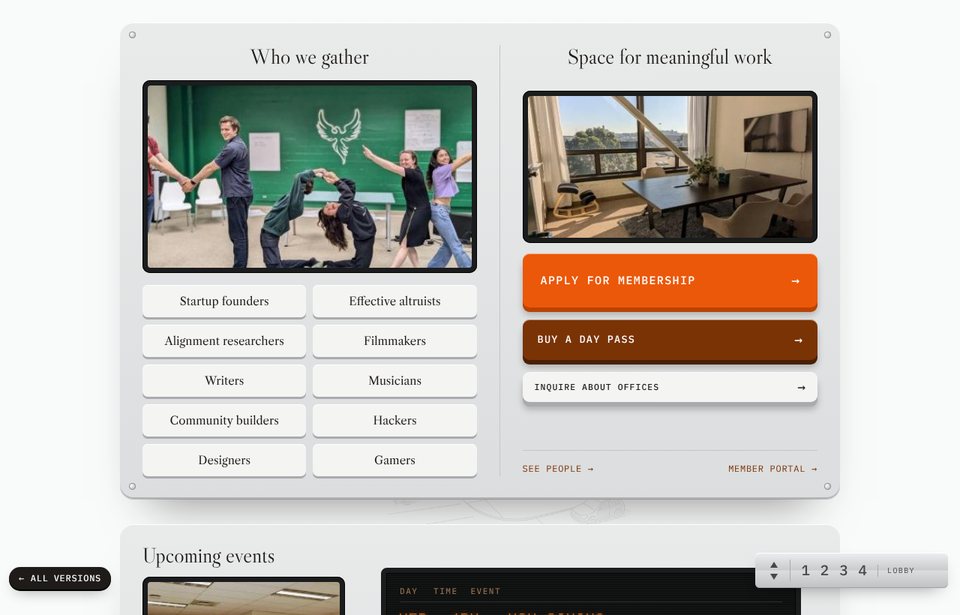 Who we gather
Startup founders
Effective altruists
Alignment researchers
Filmmakers
Writers
Musicians
Community builders
Hackers
Designers
Gamers
Space for meaningful work
APPLY FOR MEMBERSHIP →
BUY A DAY PASS →
INQUIRE ABOUT OFFICES →
SEE PEOPLE →
MEMBER PORTAL →
Upcoming events
DAY TIME EVENT
← ALL VERSIONS
1 2 3 4 LOBBY